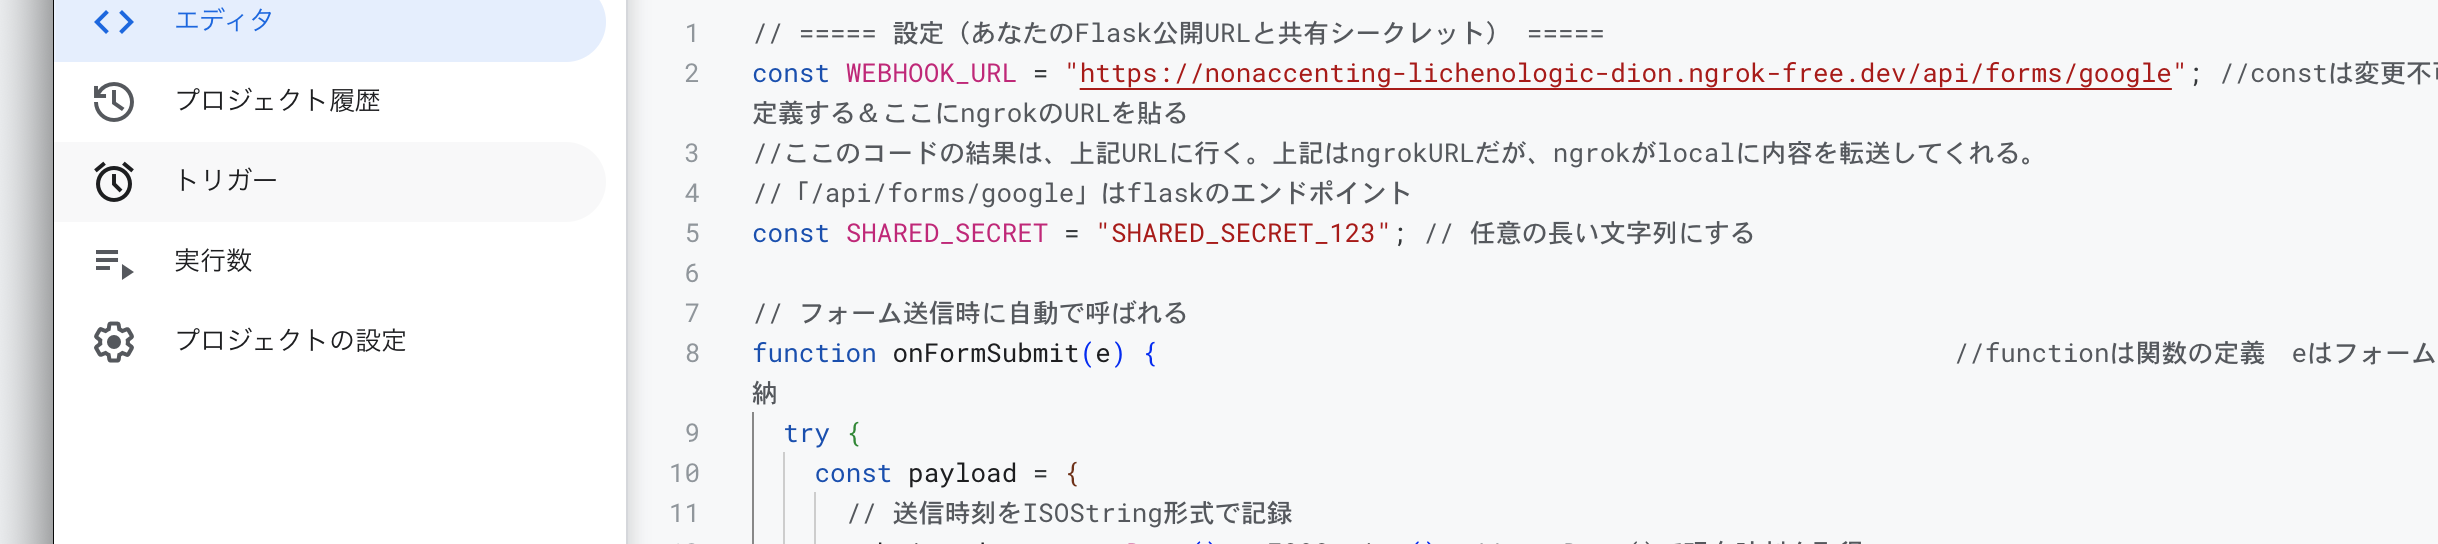 エディタ
プロジェクト履歴
トリガー
実行数
プロジェクトの設定
1 // ===== 設定（あなたのFlask公開URLと共有シークレット） =====
2 const WEBHOOK_URL = "https://nonaccenting-lichenologic-dion.ngrok-free.dev/api/forms/google"; //constは変更不
定義する＆ここにngrokのURLを貼る
3 //ここのコードの結果は、上記URLに行く。上記はngrokURLだが、ngrokがlocalに内容を転送してくれる。
4 //「/api/forms/google」はflaskのエンドポイント
5 const SHARED_SECRET = "SHARED_SECRET_123"; // 任意の長い文字列にする
6
7 // フォーム送信時に自動で呼ばれる
8 function onFormSubmit(e) { //functionは関数の定義　eはフォーム
納
9 try {
10 const payload = {
11 // 送信時刻をISOString形式で記録